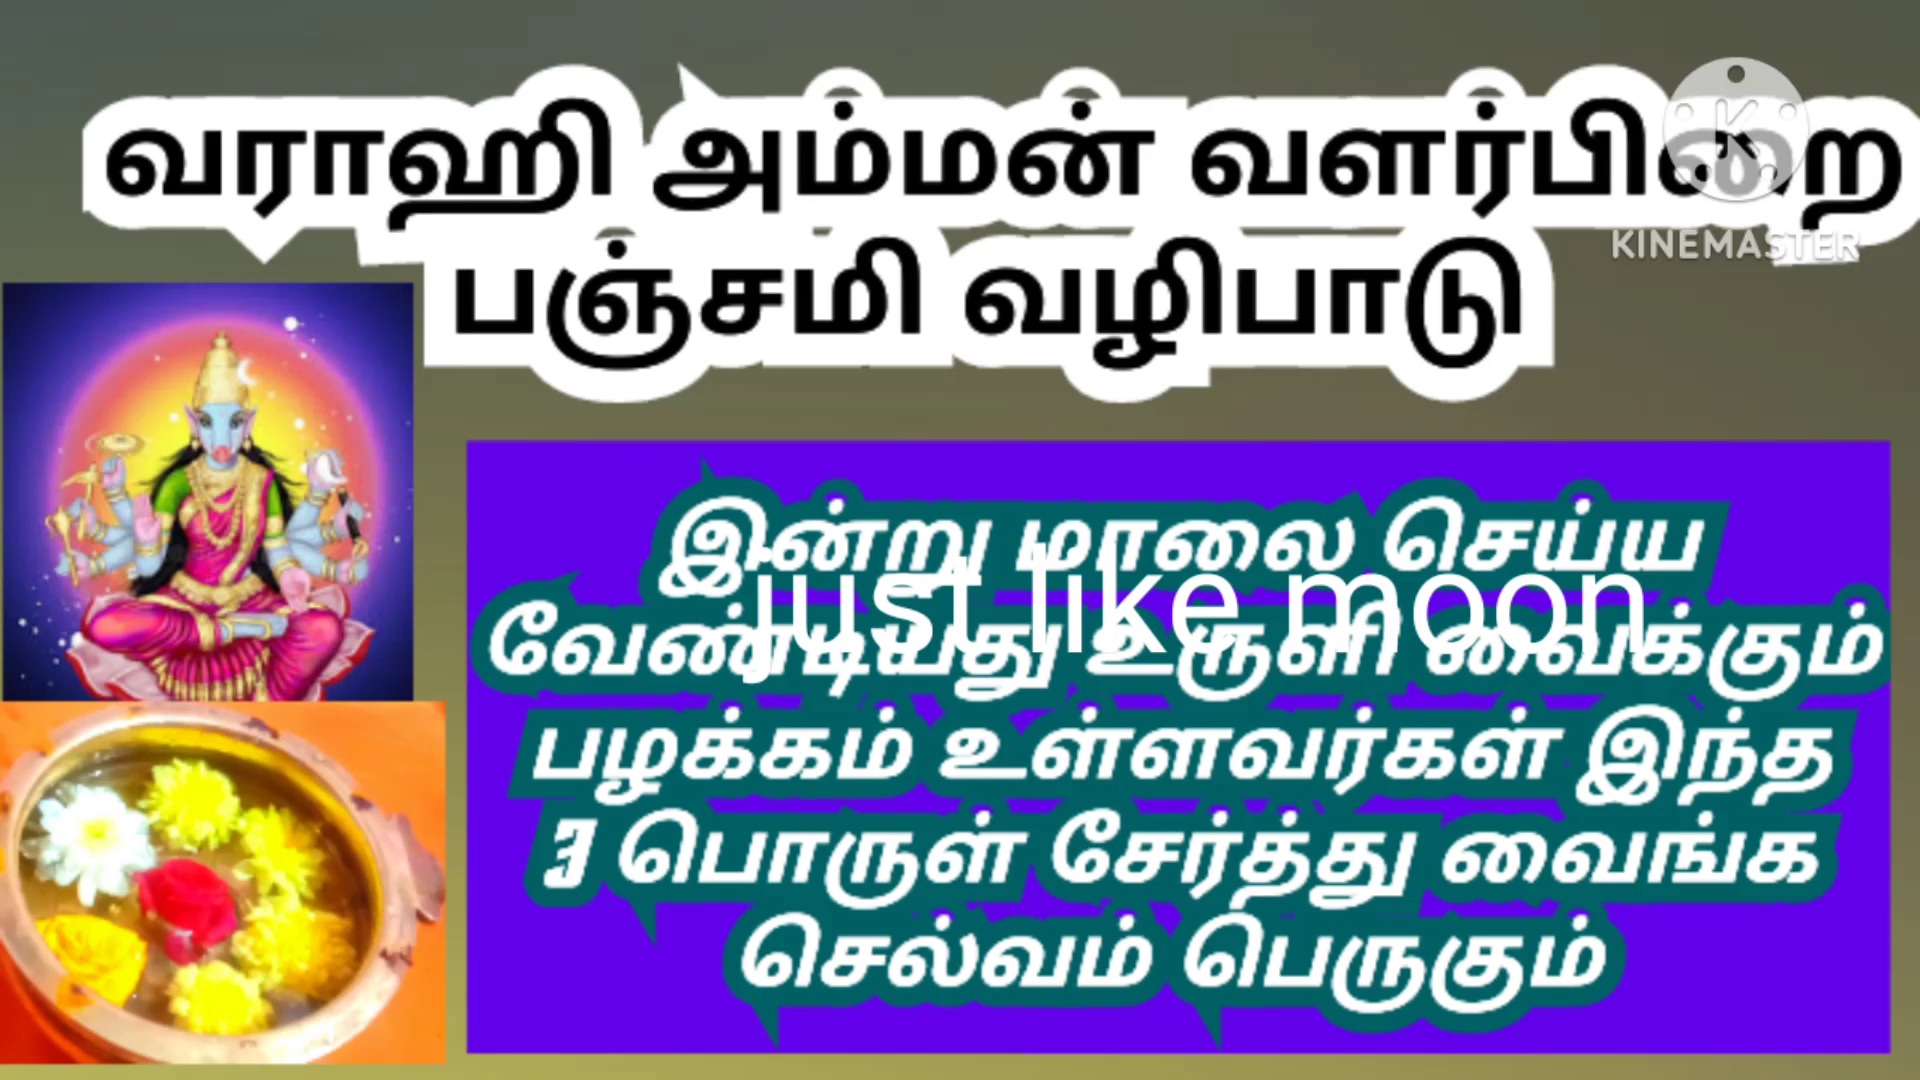 வராஹி அம்மன் வளர்பிறை
KINEMASTER
பஞ்சமி வழிபாடு
இன்று மாலை செய்ய
just like moon
வேண்டியது உருளி வைக்கும்
பழக்கம் உள்ளவர்கள் இந்த
3 பொருள் சேர்த்து வைங்க
செல்வம் பெருகும்